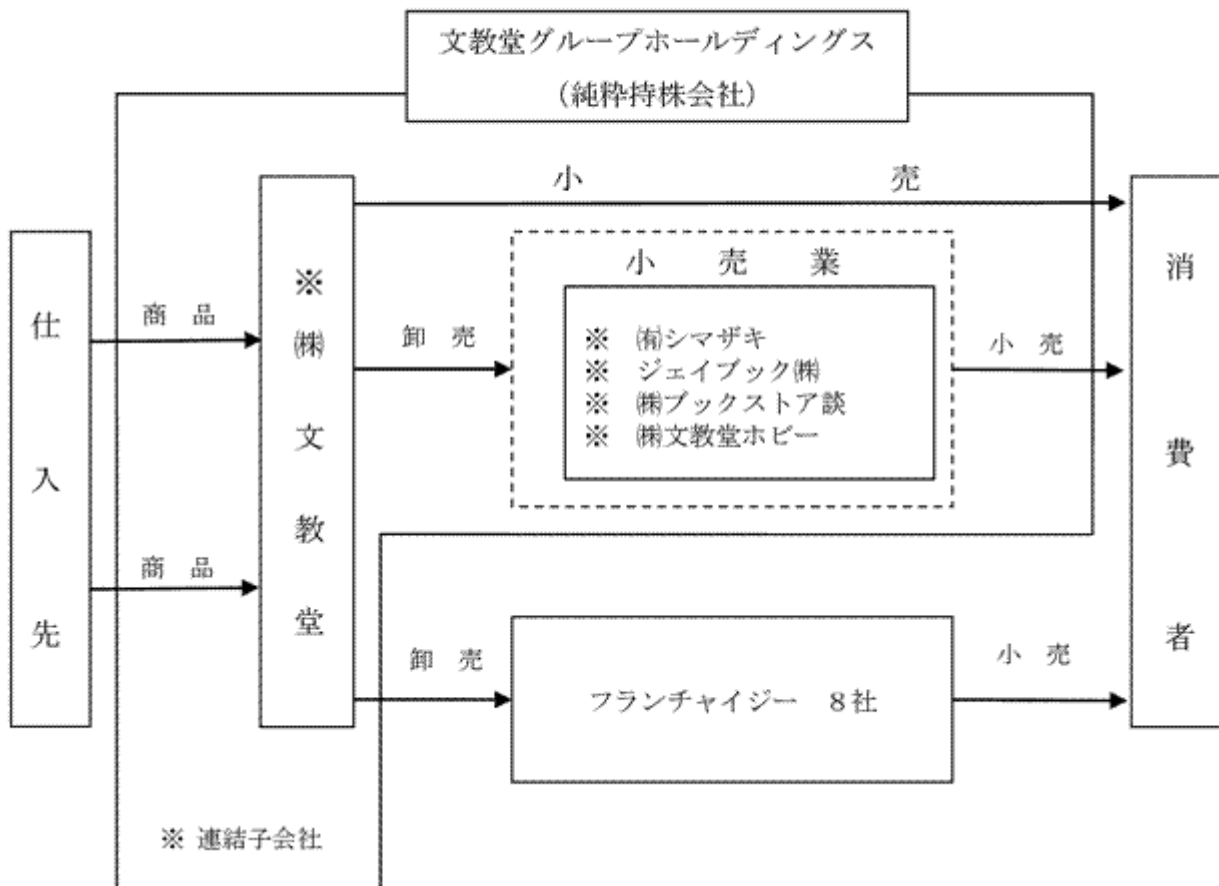 文教堂グループホールディングス
（純粋持株会社）
小　　　売
仕入先
商　品
商　品
※㈱文教堂
卸　売
小　売　業
※　㈲シマザキ
※　ジェイブック㈱
※　㈱ブックストア談
※　㈱文教堂ホビー
小　売
卸　売
フランチャイジー　８社
小　売
消費者
※ 連結子会社